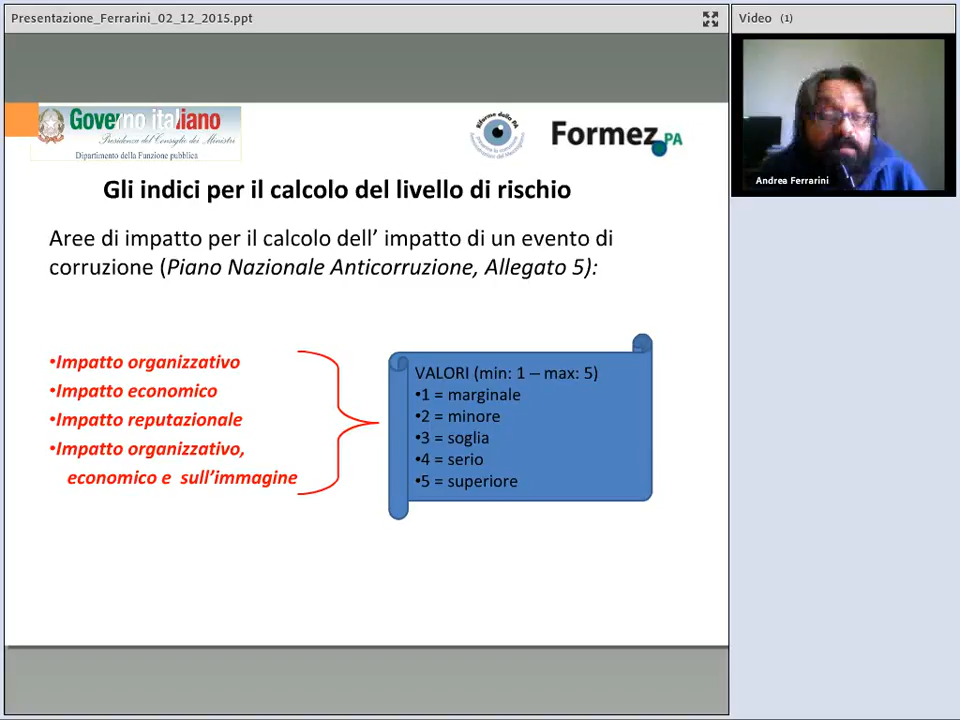 Presentazione_Ferrarini_02_12_2015.ppt
Video (1)
Governo italiano
Presidenza del Consiglio dei Ministri
Dipartimento della Funzione pubblica
Formez PA
Andrea Ferrarini
Gli indici per il calcolo del livello di rischio
Aree di impatto per il calcolo dell’ impatto di un evento di
corruzione (Piano Nazionale Anticorruzione, Allegato 5):
•Impatto organizzativo
•Impatto economico
•Impatto reputazionale
•Impatto organizzativo,
economico e sull’immagine
VALORI (min: 1 – max: 5)
•1 = marginale
•2 = minore
•3 = soglia
•4 = serio
•5 = superiore